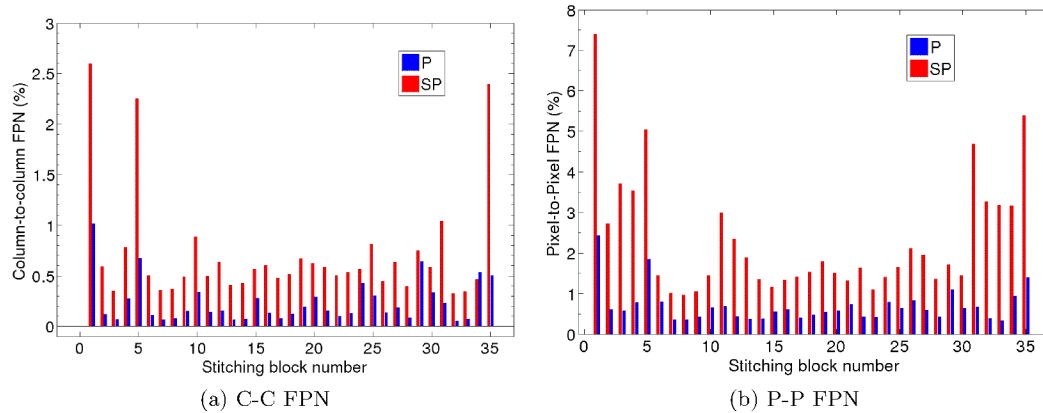 3
2.5
2
1.5
1
0.5
0
Column-to-column FPN (%)
P
SP
0 5 10 15 20 25 30 35
Stitching block number
(a) C-C FPN
8
7
6
5
4
3
2
1
0
Pixel-to-Pixel FPN (%)
P
SP
0 5 10 15 20 25 30 35
Stitching block number
(b) P-P FPN